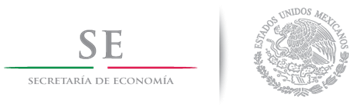 SE
SECRETARÍA DE ECONOMÍA
ESTADOS UNIDOS MEXICANOS